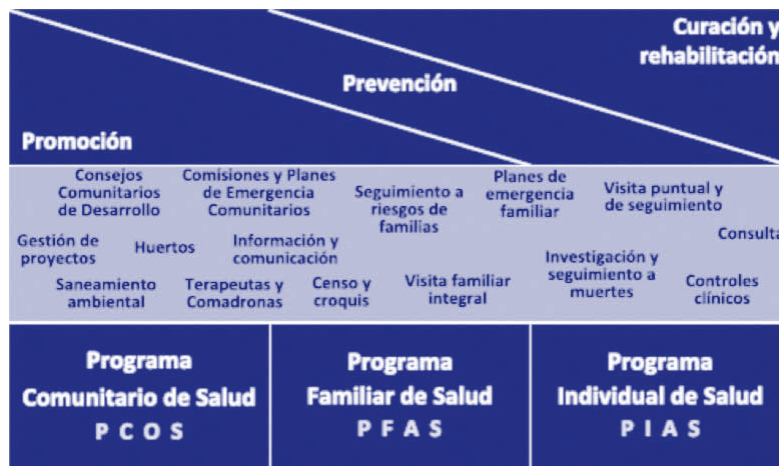 Curación y
rehabilitación
Prevención
Promoción
Consejos
Comunitarios
de Desarrollo
Comisiones y Planes
de Emergencia
Comunitarios
Seguimiento a
riesgos de
familias
Planes de
emergencia
familiar
Visita puntual y
de seguimiento
Consulta
Gestión de
proyectos
Huertos
Información y
comunicación
Investigación y
seguimiento a
muertes
Saneamiento
ambiental
Terapeutas y
Comadronas
Censo y
croquis
Visita familiar
integral
Controles
clínicos
Programa
Comunitario de Salud
P C O S
Programa
Familiar de Salud
P F A S
Programa
Individual de Salud
P I A S